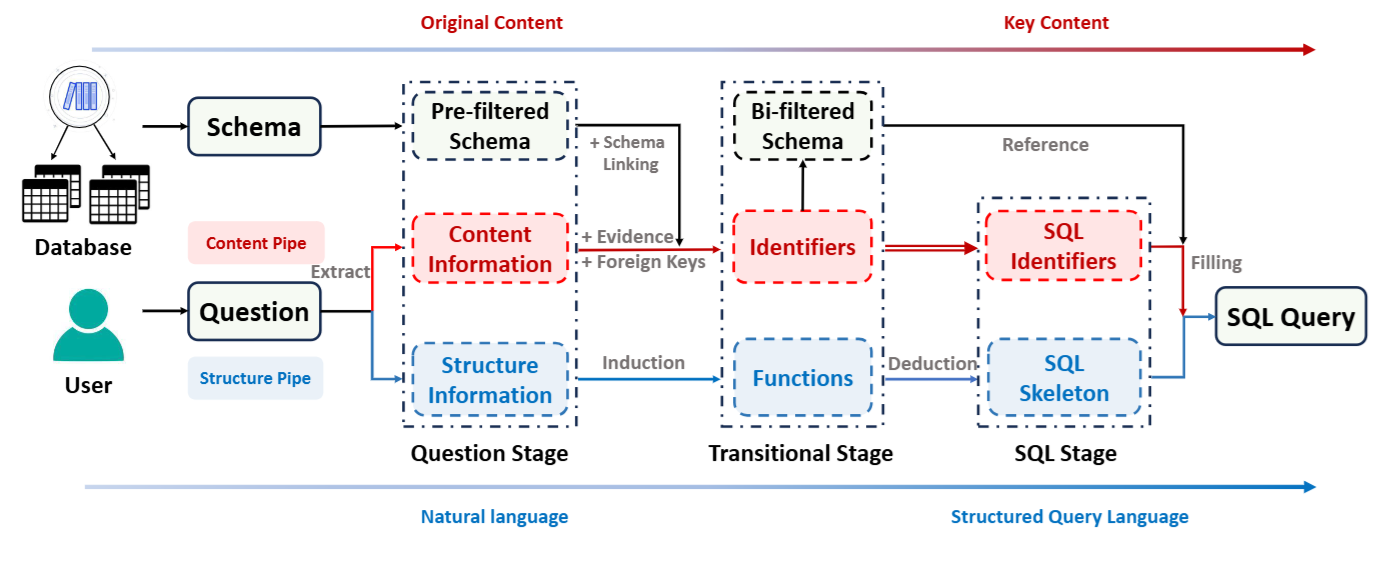 Original Content
Key Content
Schema
Pre-filtered
Schema
+ Schema
Linking
Bi-filtered
Schema
Reference
Database
Content Pipe
Extract
Content
Information
+ Evidence
+ Foreign Keys
Identifiers
SQL
Identifiers
Filling
Question
SQL Query
User
Structure Pipe
Structure
Information
Induction
Functions
Deduction
SQL
Skeleton
Question Stage
Transitional Stage
SQL Stage
Natural language
Structured Query Language